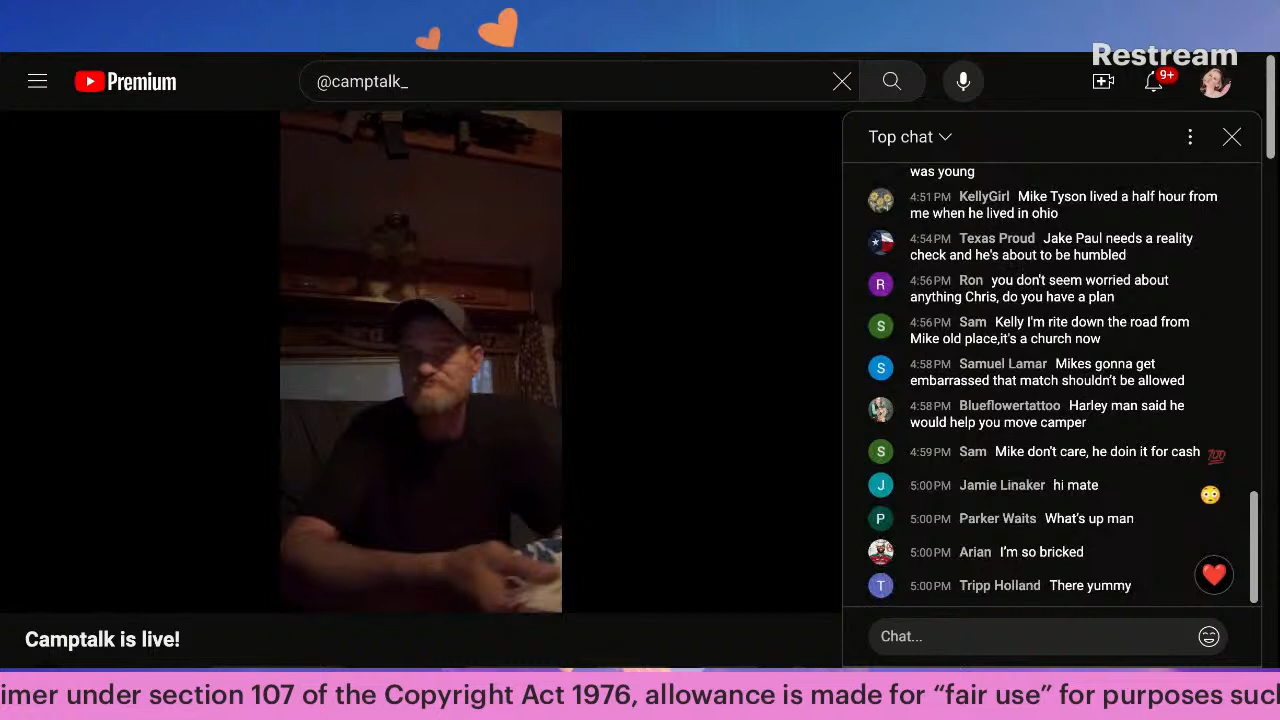 Restream
Premium
@camptalk_
9+
Top chat
was young
4:51 PM KellyGirl Mike Tyson lived a half hour from
me when he lived in ohio
4:54 PM Texas Proud Jake Paul needs a reality
check and he's about to be humbled
R
4:56 PM Ron you don't seem worried about
anything Chris, do you have a plan
S
4:56 PM Sam Kelly I'm rite down the road from
Mike old place,it's a church now
S
4:58 PM Samuel Lamar Mikes gonna get
embarrassed that match shouldn't be allowed
4:58 PM Blueflowertattoo Harley man said he
would help you move camper
S
4:59 PM Sam Mike don't care, he doin it for cash
💯
J
5:00 PM Jamie Linaker hi mate
P
5:00 PM Parker Waits What's up man
5:00 PM Arian I'm so bricked
T
5:00 PM Tripp Holland There yummy
Chat...
Camptalk is live!
imer under section 107 of the Copyright Act 1976, allowance is made for “fair use” for purposes suc